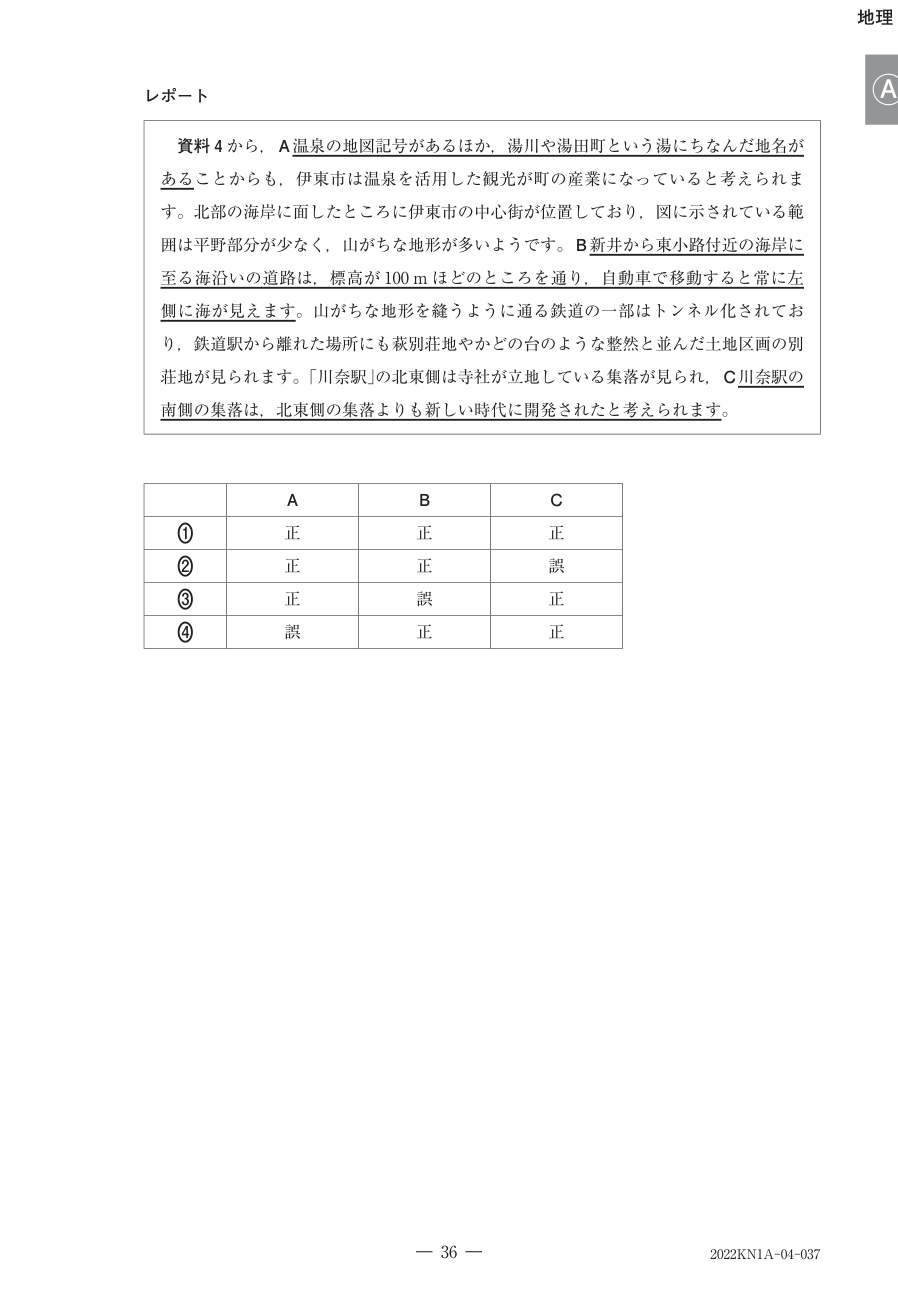 地理
Ⓐ
レポート
資料4から，A温泉の地図記号があるほか，湯川や湯田町という湯にちなんだ地名が
あることからも，伊東市は温泉を活用した観光が町の産業になっていると考えられま
す。北部の海岸に面したところに伊東市の中心街が位置しており，図に示されている範
囲は平野部分が少なく，山がちな地形が多いようです。B新井から東小路付近の海岸に
至る海沿いの道路は，標高が100 mほどのところを通り，自動車で移動すると常に左
側に海が見えます。山がちな地形を縫うように通る鉄道の一部はトンネル化されてお
り，鉄道駅から離れた場所にも萩別荘地やかどの台のような整然と並んだ土地区画の別
荘地が見られます。「川奈駅」の北東側は寺社が立地している集落が見られ，C川奈駅の
南側の集落は，北東側の集落よりも新しい時代に開発されたと考えられます。
A B C
① 正 正 正
② 正 正 誤
③ 正 誤 正
④ 誤 正 正
― 36 ―
2022KN1A-04-037